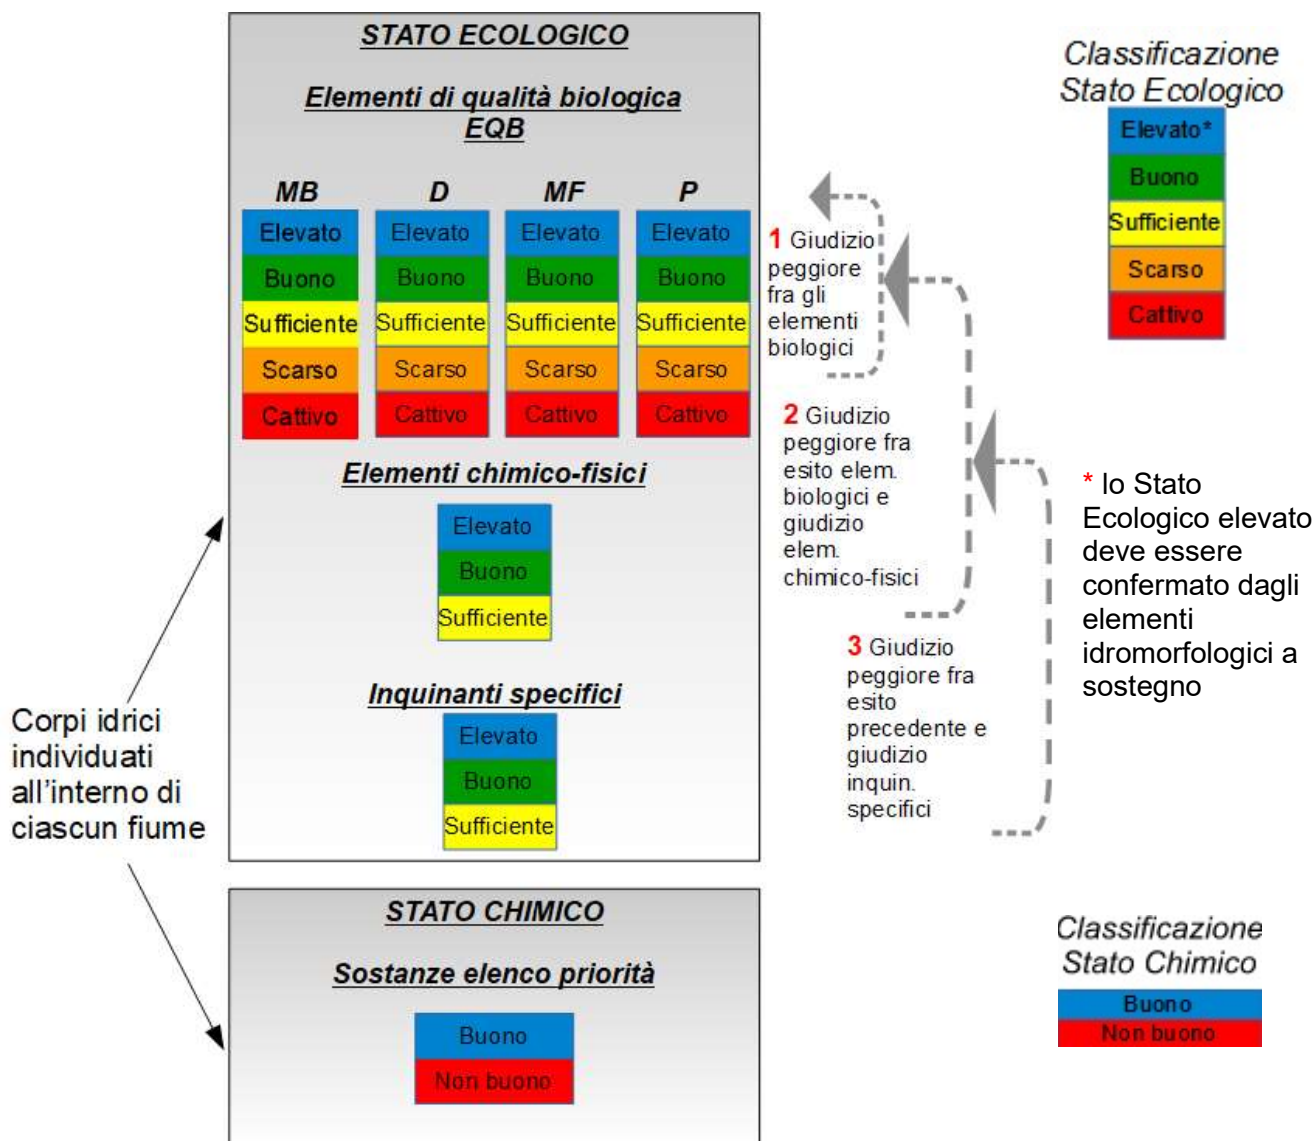 STATO ECOLOGICO
Elementi di qualità biologica
EQB
MB
D
MF
P
Elevato
Buono
Sufficiente
Scarso
Cattivo
Elevato
Buono
Sufficiente
Scarso
Cattivo
Elevato
Buono
Sufficiente
Scarso
Cattivo
Elevato
Buono
Sufficiente
Scarso
Cattivo
Elementi chimico-fisici
Elevato
Buono
Sufficiente
Inquinanti specifici
Elevato
Buono
Sufficiente
Corpi idrici
individuati
all'interno di
ciascun fiume
1 Giudizio
peggiore
fra gli
elementi
biologici
2 Giudizio
peggiore fra
esito elem.
biologici e
giudizio
elem.
chimico-fisici
3 Giudizio
peggiore fra
esito
precedente e
giudizio
inquin.
specifici
Classificazione
Stato Ecologico
Elevato*
Buono
Sufficiente
Scarso
Cattivo
* lo Stato
Ecologico elevato
deve essere
confermato dagli
elementi
idromorfologici a
sostegno
STATO CHIMICO
Sostanze elenco priorità
Buono
Non buono
Classificazione
Stato Chimico
Buono
Non buono